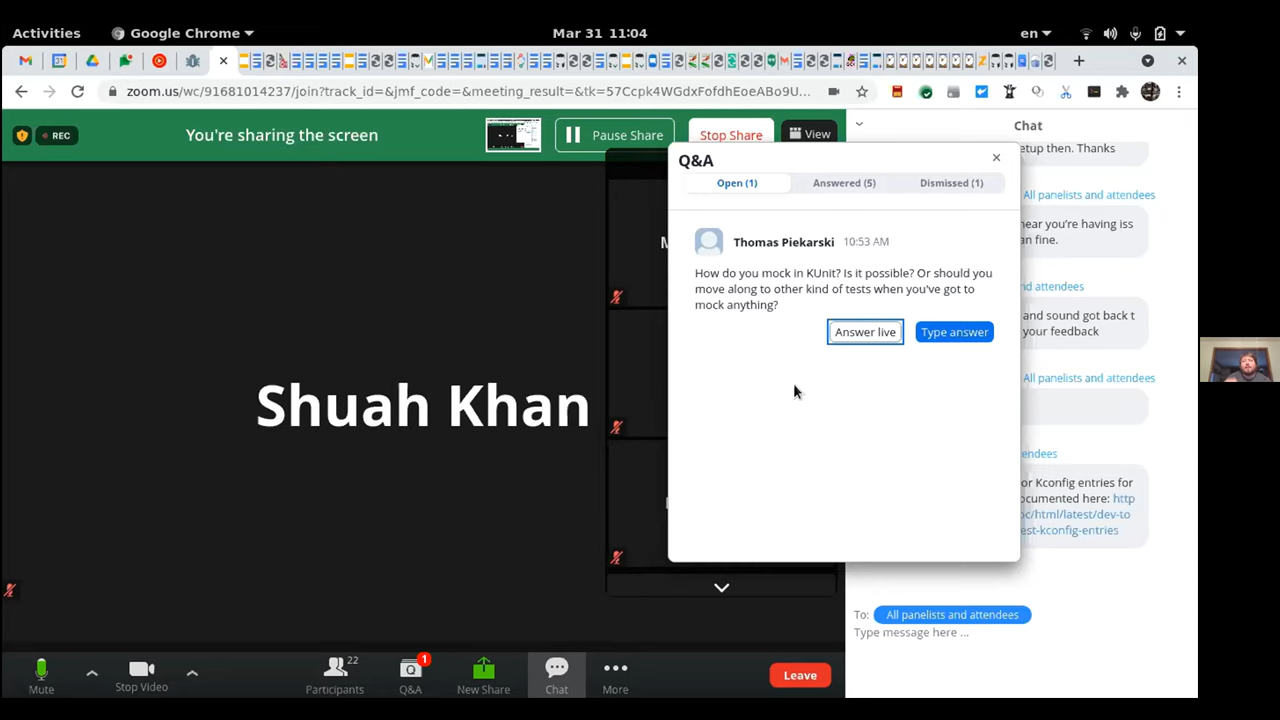 Activities
Google Chrome
Mar 31 11:04
en
zoom.us/wc/91681014237/join?track_id=&jmf_code=&meeting_result=&tk=57Ccpk4WGdxFofdhEoeABo9U...
REC
You're sharing the screen
Pause Share
Stop Share
View
Chat
Q&A
Open (1)
Answered (5)
Dismissed (1)
Thomas Piekarski
10:53 AM
How do you mock in KUnit? Is it possible? Or should you
move along to other kind of tests when you've got to
mock anything?
Answer live
Type answer
Shuah Khan
etup then. Thanks
All panelists and attendees
hear you're having iss
an fine.
nd attendees
and sound got back t
your feedback
All panelists and attendees
endees
or Kconfig entries for
ocumented here: http
oc/html/latest/dev-to
est-kconfig-entries
To:
All panelists and attendees
Type message here ...
Mute
Stop Video
22
Participants
1
Q&A
New Share
Chat
More
Leave